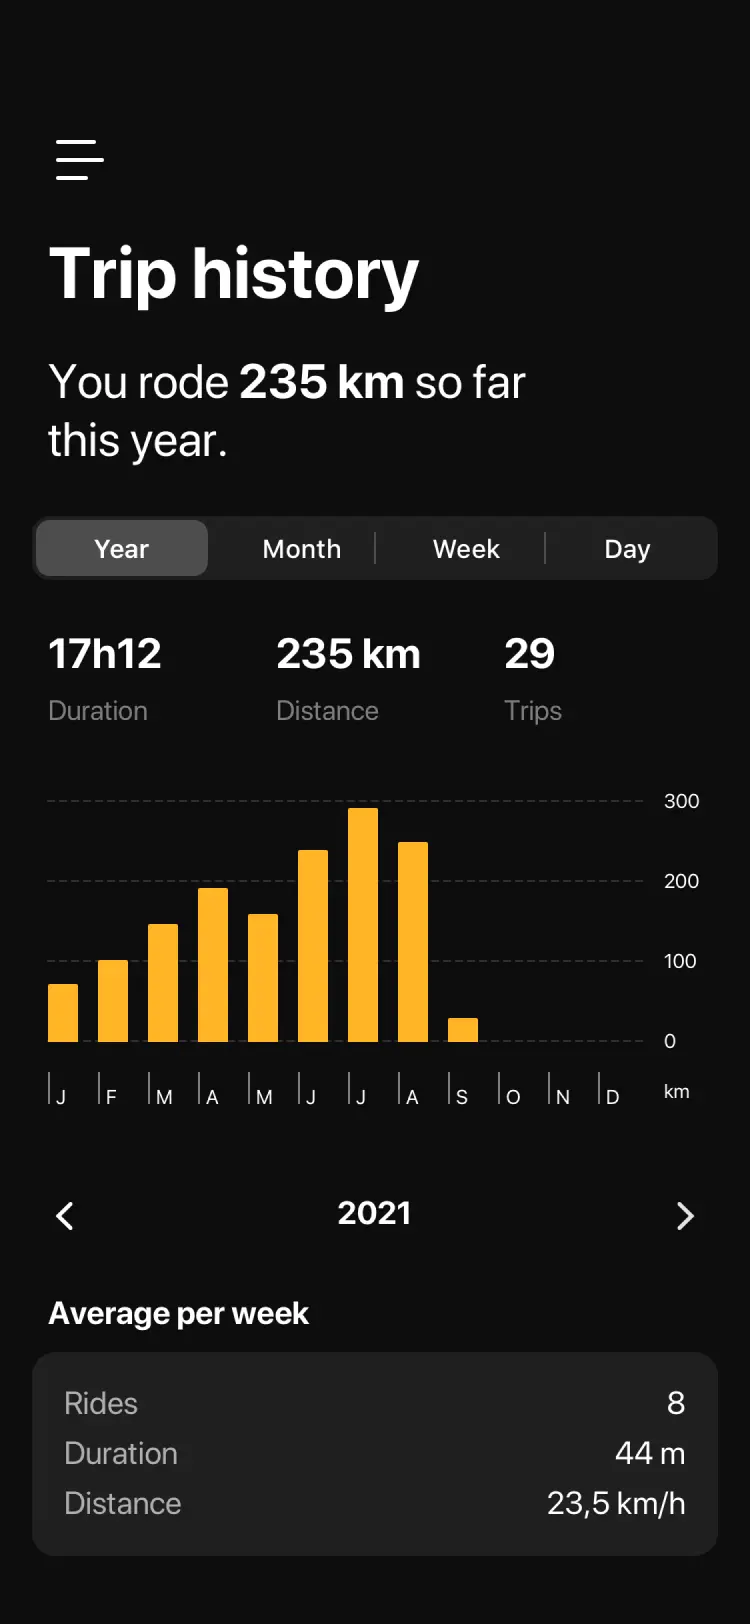 Trip history
You rode 235 km so far
this year.
Year Month Week Day
17h12 235 km 29
Duration Distance Trips
300
200
100
0
J F M A M J J A S O N D km
2021
Average per week
Rides 8
Duration 44 m
Distance 23,5 km/h